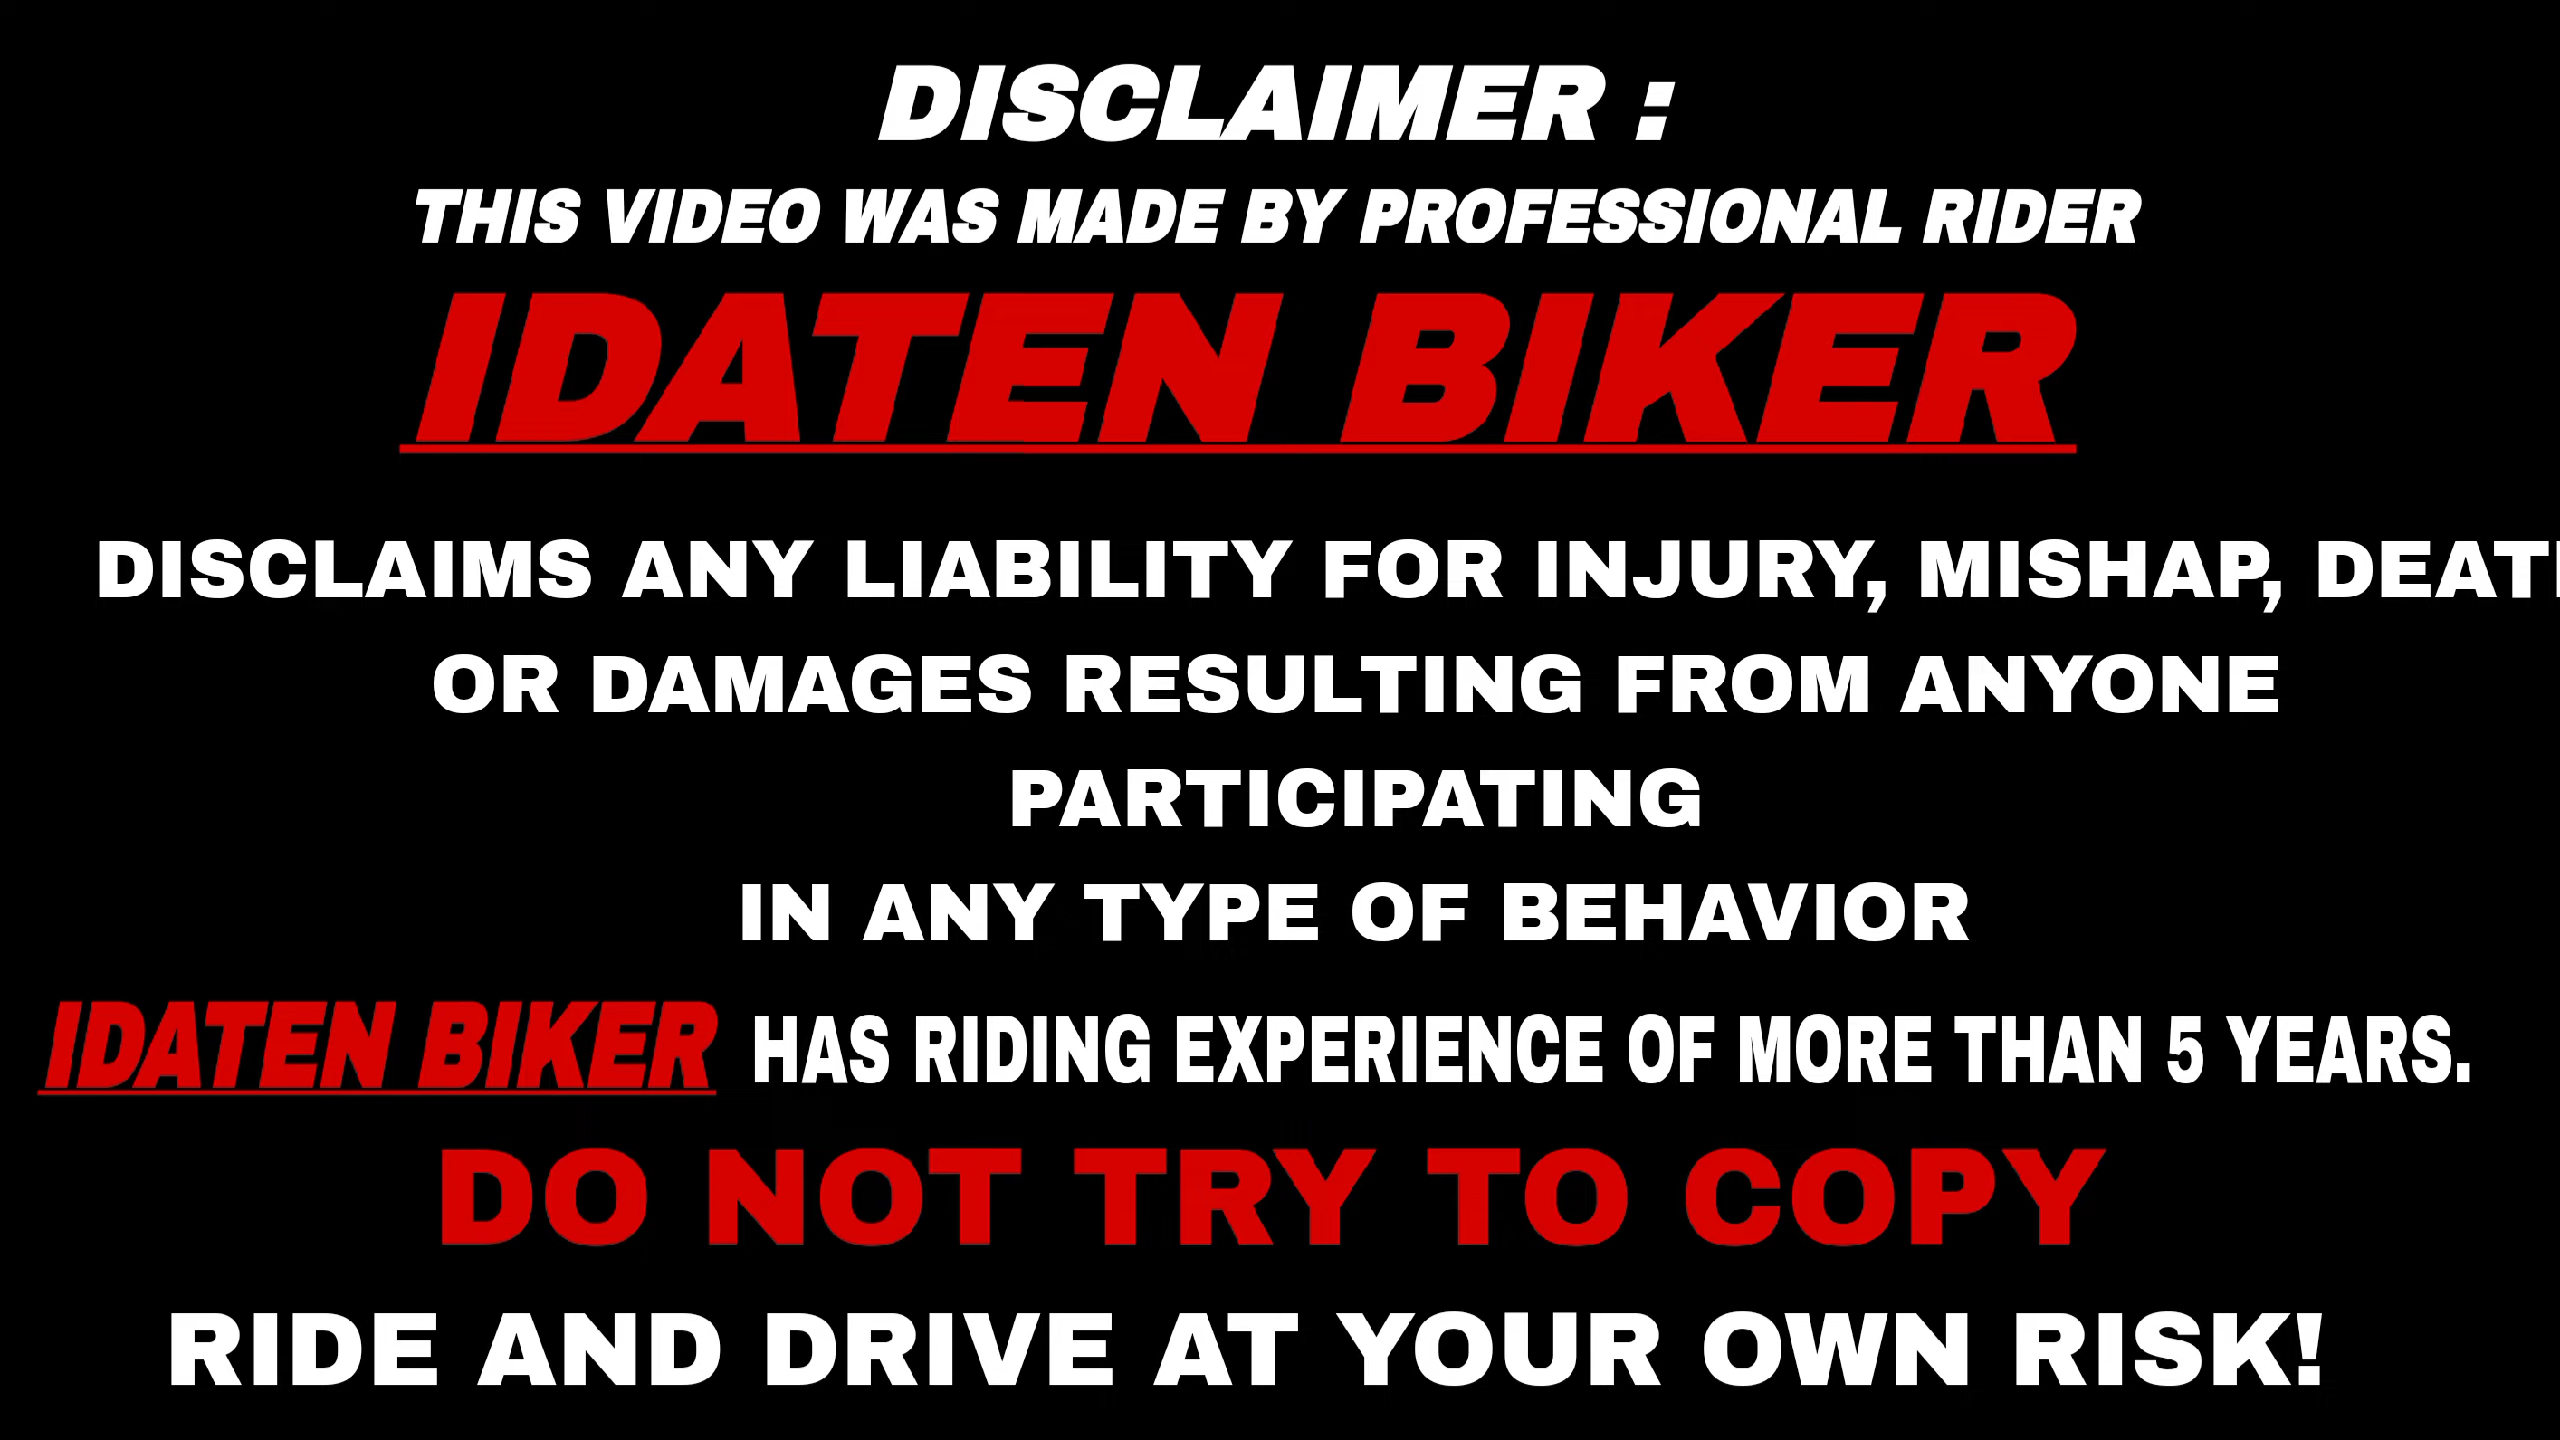 DISCLAIMER :
THIS VIDEO WAS MADE BY PROFESSIONAL RIDER
IDATEN BIKER
DISCLAIMS ANY LIABILITY FOR INJURY, MISHAP, DEAT
OR DAMAGES RESULTING FROM ANYONE
PARTICIPATING
IN ANY TYPE OF BEHAVIOR
IDATEN BIKER HAS RIDING EXPERIENCE OF MORE THAN 5 YEARS.
DO NOT TRY TO COPY
RIDE AND DRIVE AT YOUR OWN RISK!